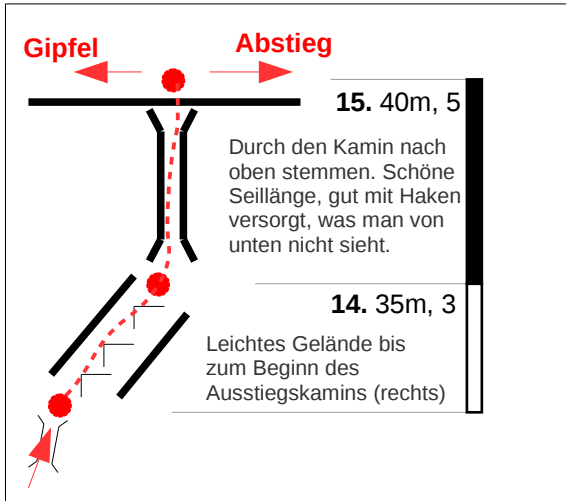 Gipfel
Abstieg
15. 40m, 5
Durch den Kamin nach
oben stemmen. Schöne
Seillänge, gut mit Haken
versorgt, was man von
unten nicht sieht.
14. 35m, 3
Leichtes Gelände bis
zum Beginn des
Ausstiegskamins (rechts)